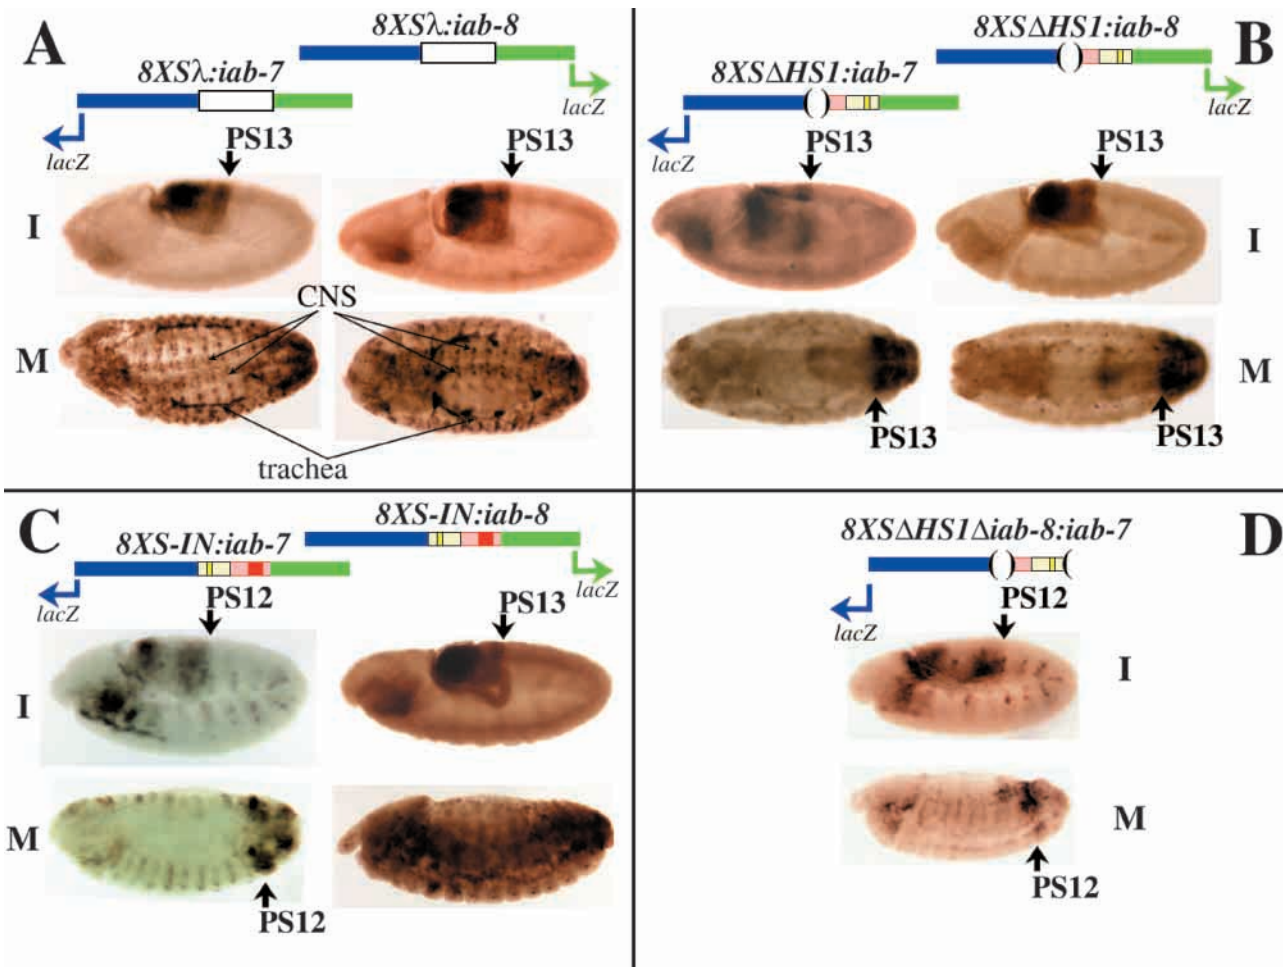 A
8XSλ:iab-8
8XSλ:iab-7
lacZ
lacZ
PS13
PS13
I
CNS
M
trachea
B
8XSΔHS1:iab-8
8XSΔHS1:iab-7
lacZ
lacZ
PS13
PS13
I
M
PS13
PS13
C
8XS-IN:iab-8
8XS-IN:iab-7
lacZ
lacZ
PS12
PS13
I
M
PS12
D
8XSΔHS1Δiab-8:iab-7
lacZ
PS12
I
M
PS12